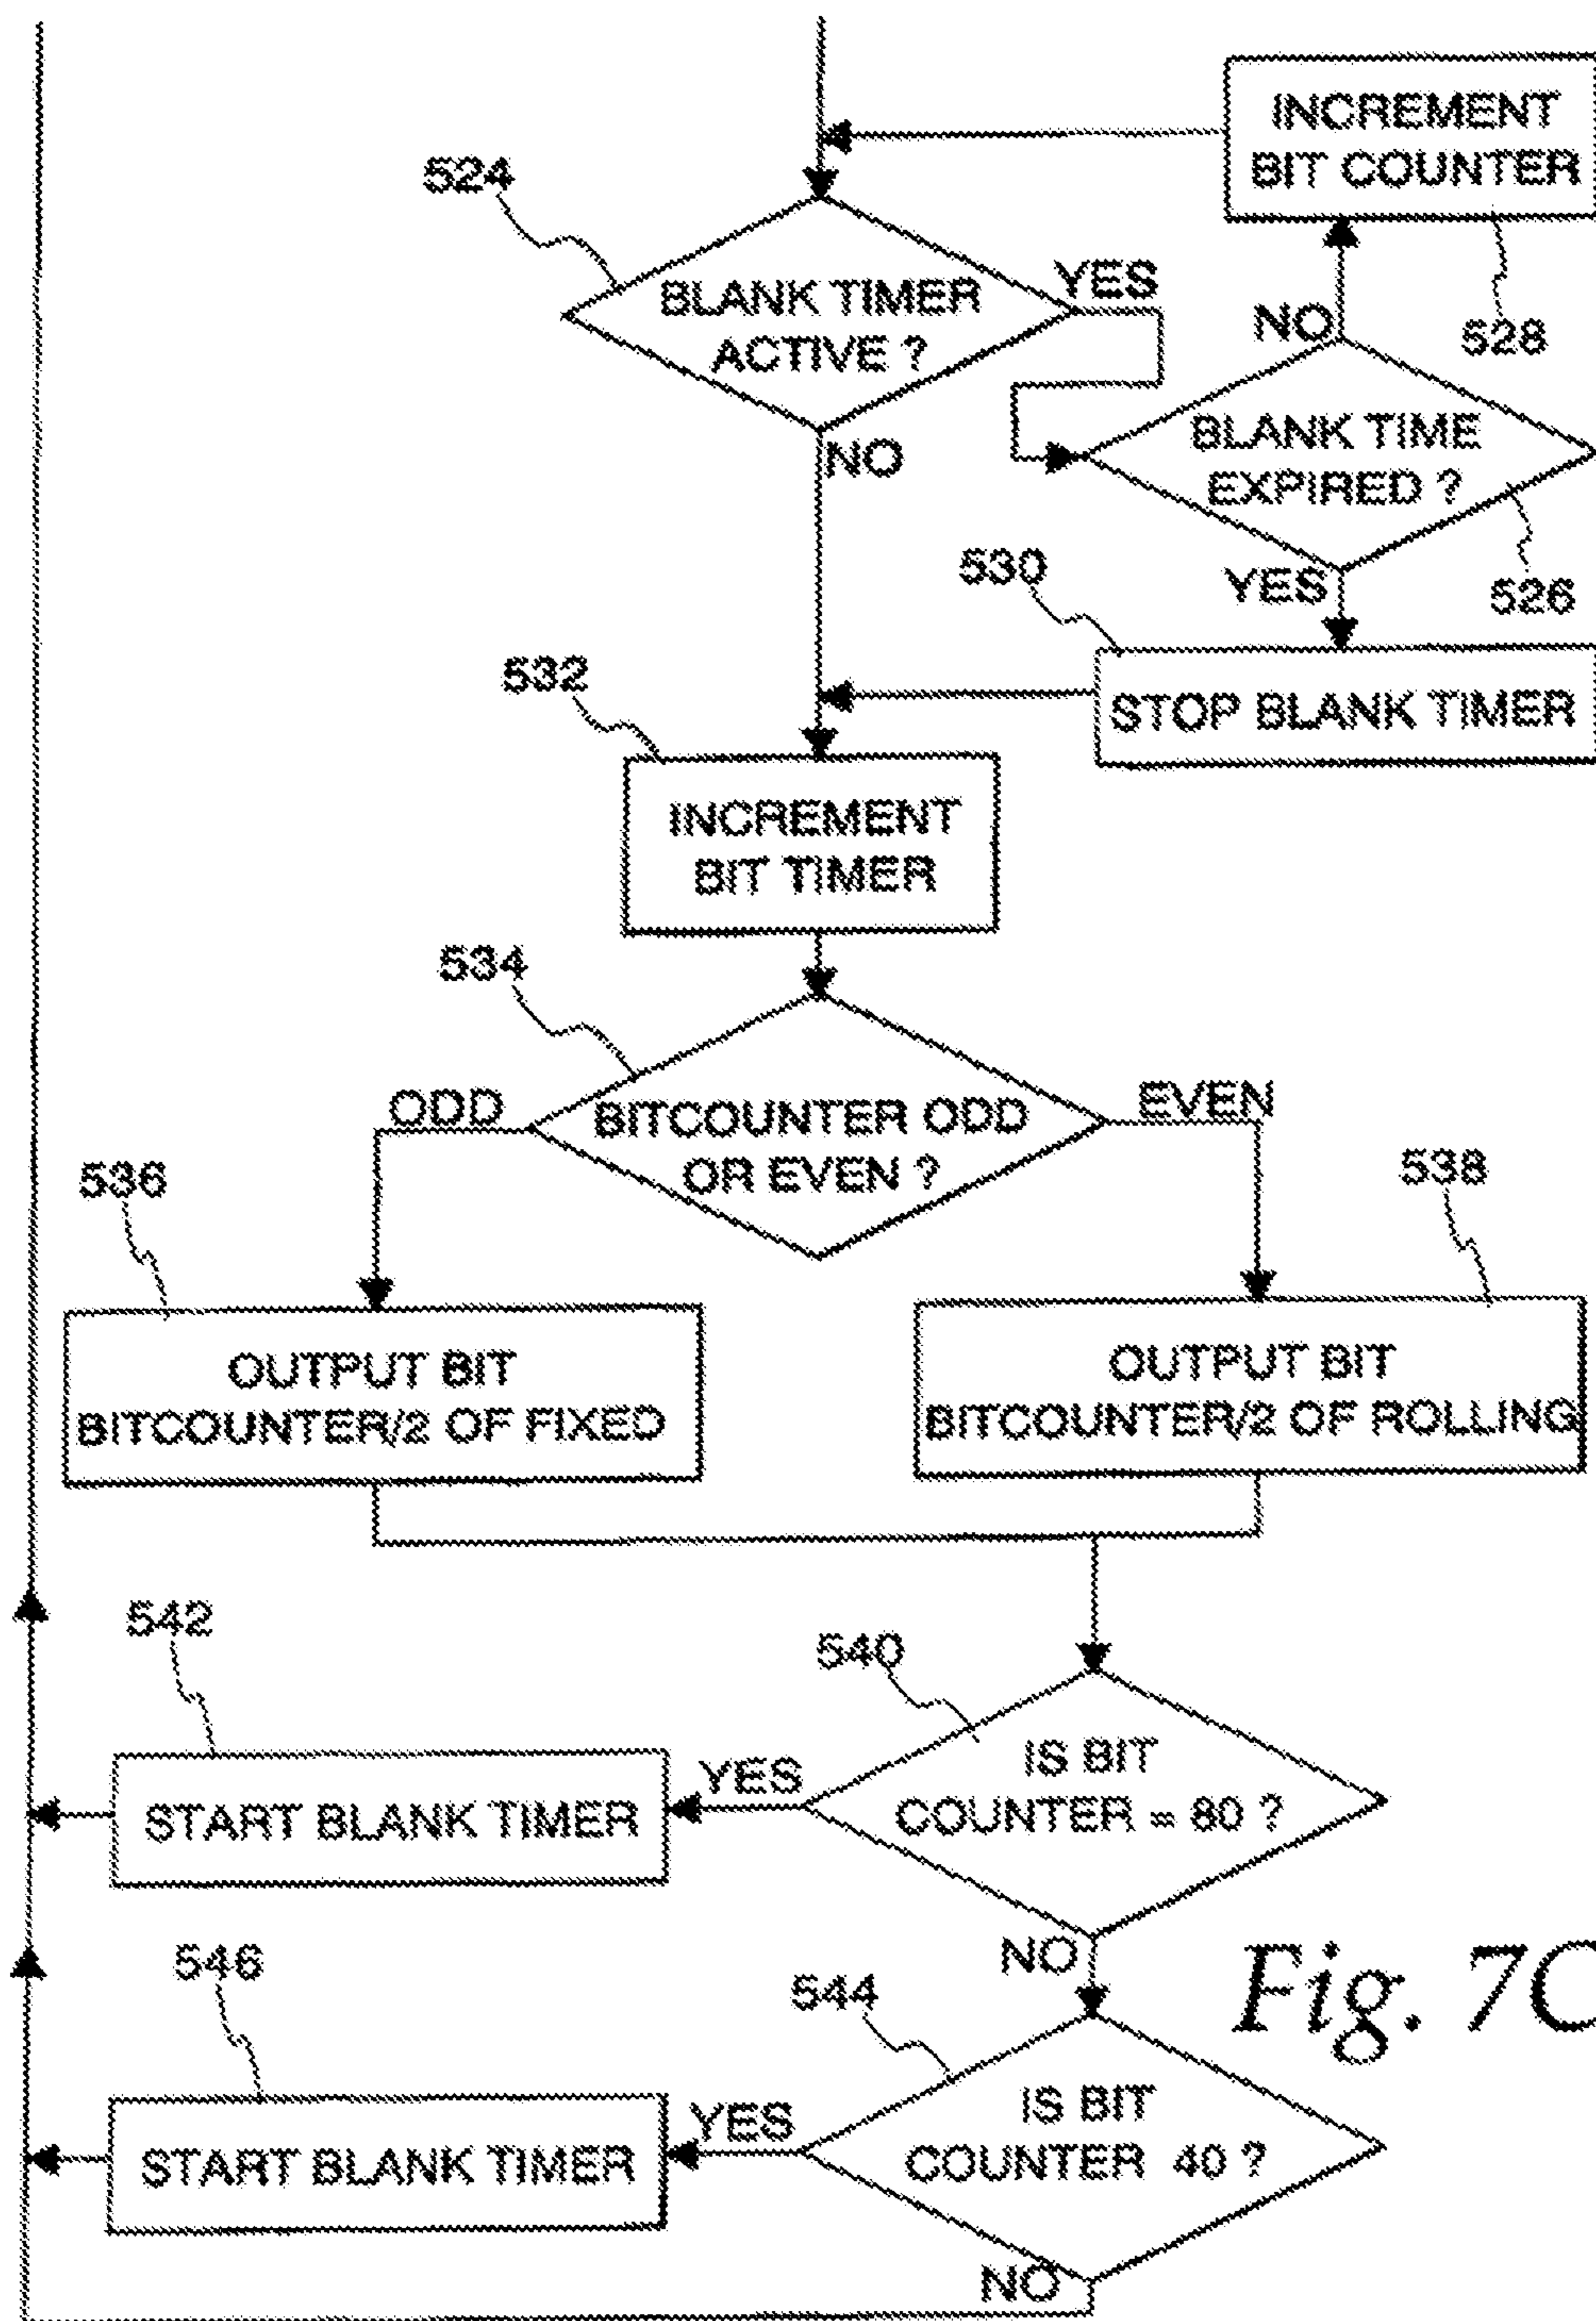 INCREMENT
BIT COUNTER
524
BLANK TIMER
ACTIVE ?
YES
NO
528
NO
BLANK TIME
EXPIRED ?
526
YES
530
STOP BLANK TIMER
532
INCREMENT
BIT TIMER
534
BITCOUNTER ODD
OR EVEN ?
ODD
EVEN
536
538
OUTPUT BIT
BITCOUNTER/2 OF FIXED
OUTPUT BIT
BITCOUNTER/2 OF ROLLING
540
IS BIT
COUNTER = 80 ?
YES
542
START BLANK TIMER
NO
Fig. 7C
544
IS BIT
COUNTER 40 ?
YES
546
START BLANK TIMER
NO